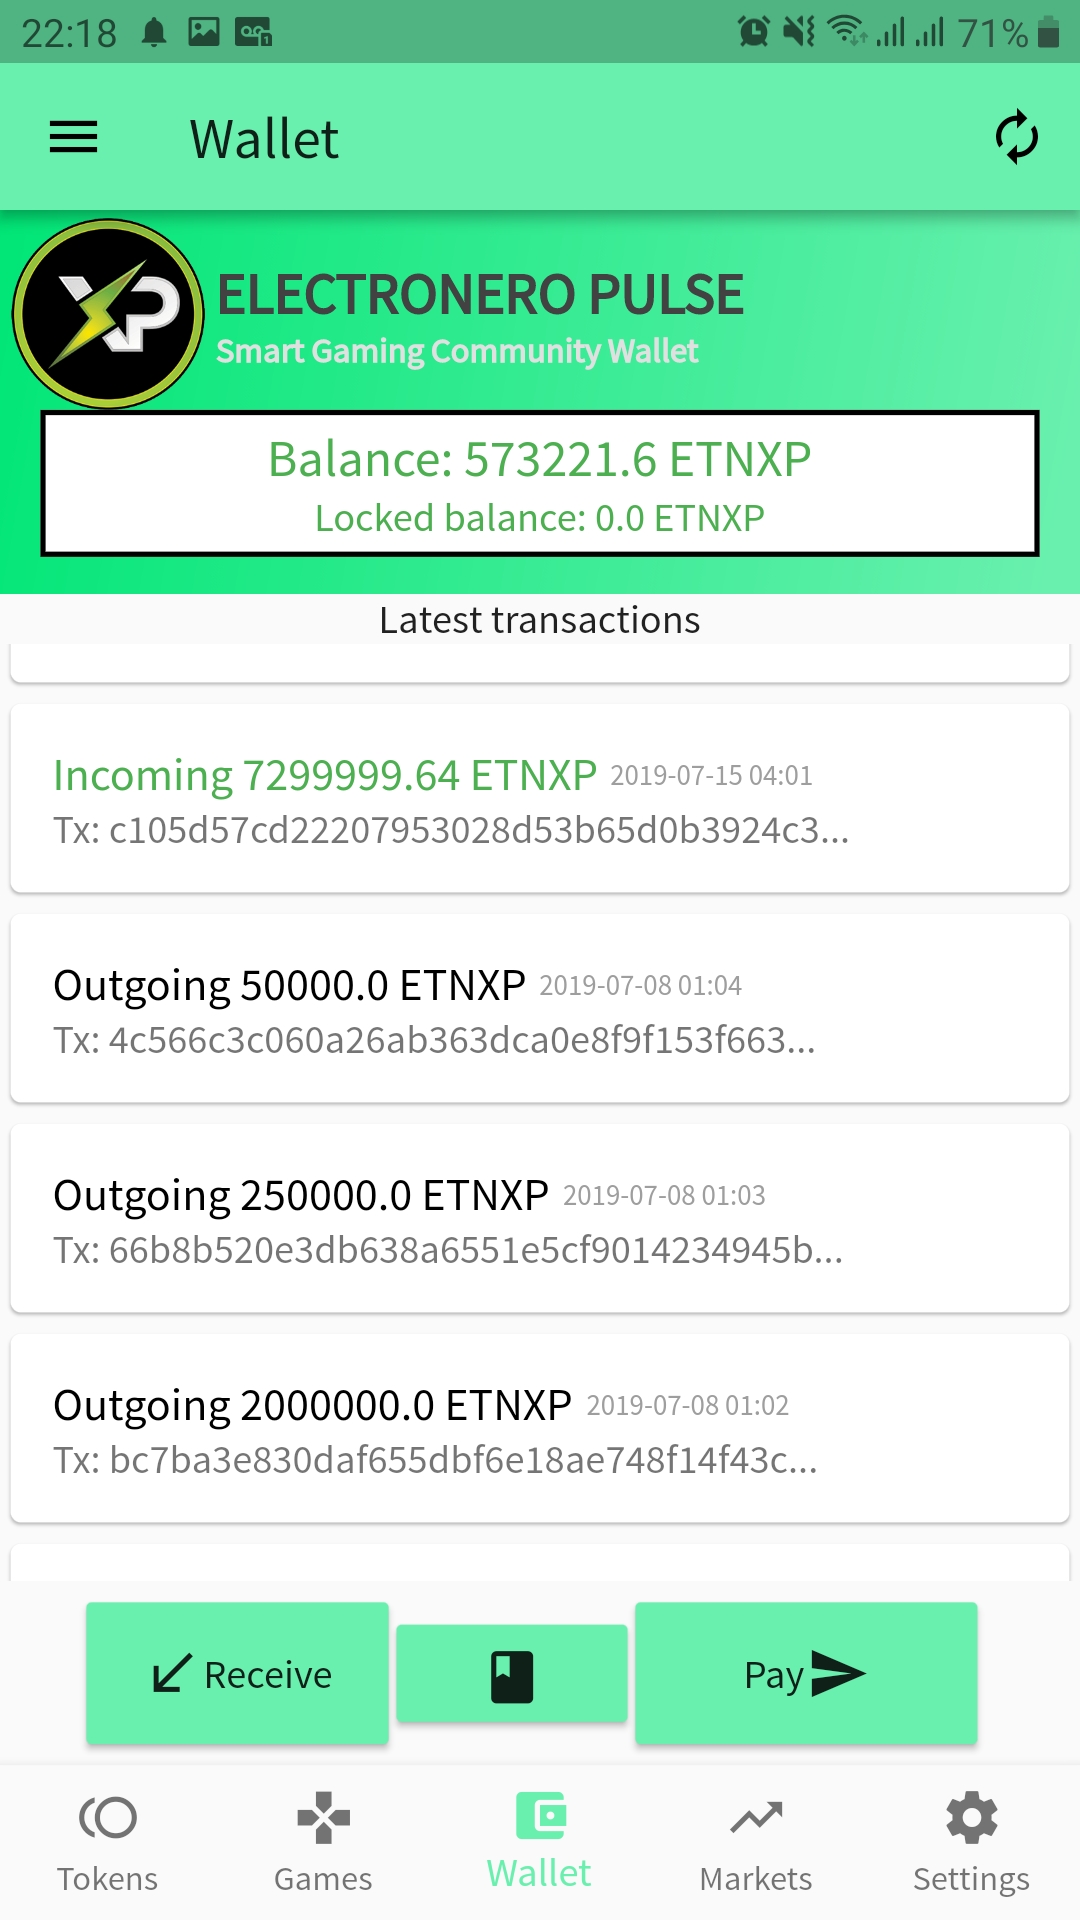 22:18
71%
Wallet
XP
ELECTRONERO PULSE
Smart Gaming Community Wallet
Balance: 573221.6 ETNXP
Locked balance: 0.0 ETNXP
Latest transactions
Incoming 7299999.64 ETNXP 2019-07-15 04:01
Tx: c105d57cd22207953028d53b65d0b3924c3...
Outgoing 50000.0 ETNXP 2019-07-08 01:04
Tx: 4c566c3c060a26ab363dca0e8f9f153f663...
Outgoing 250000.0 ETNXP 2019-07-08 01:03
Tx: 66b8b520e3db638a6551e5cf9014234945b...
Outgoing 2000000.0 ETNXP 2019-07-08 01:02
Tx: bc7ba3e830daf655dbf6e18ae748f14f43c...
Receive
Pay
Tokens
Games
Wallet
Markets
Settings